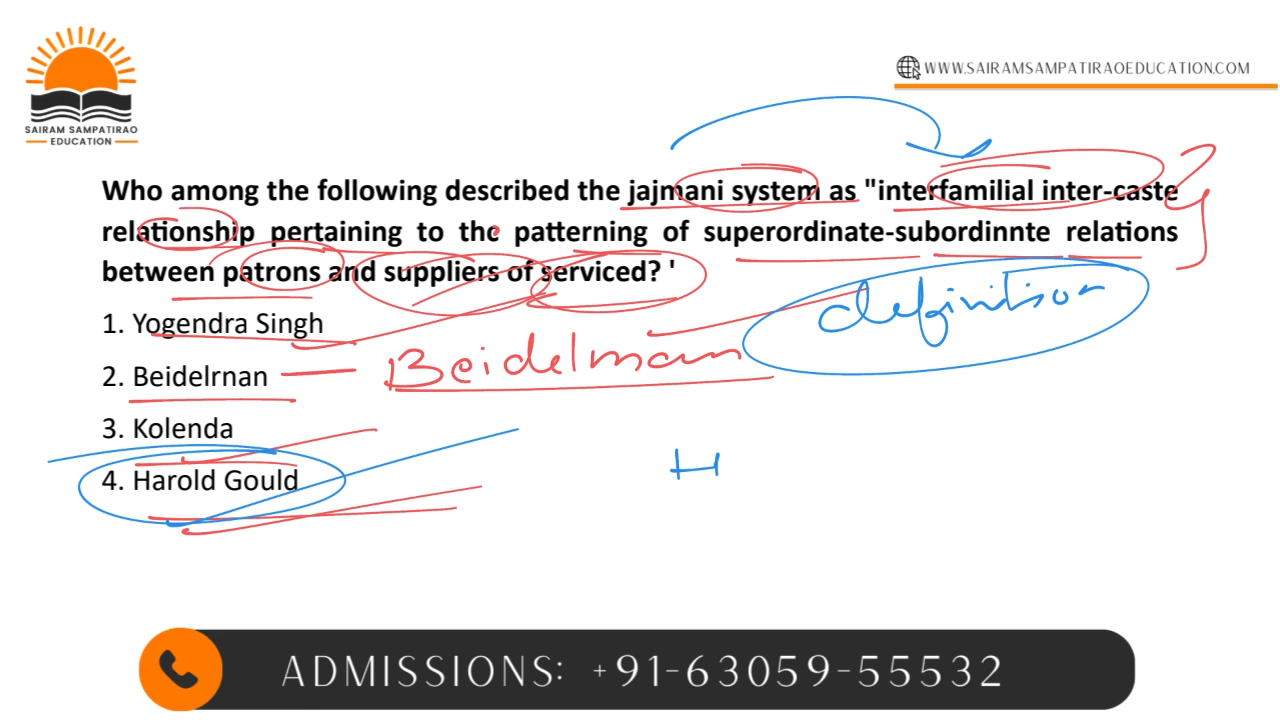 SAIRAM SAMPATIRAO
EDUCATION
WWW.SAIRAMSAMPATIRAOEDUCATION.COM
Who among the following described the jajmani system as "interfamilial inter-caste
relationship pertaining to the patterning of superordinate-subordinnte relations
between patrons and suppliers of serviced? '
definition
1. Yogendra Singh
2. Beidelrnan
Beidelman
3. Kolenda
4. Harold Gould
H
ADMISSIONS: +91-63059-55532